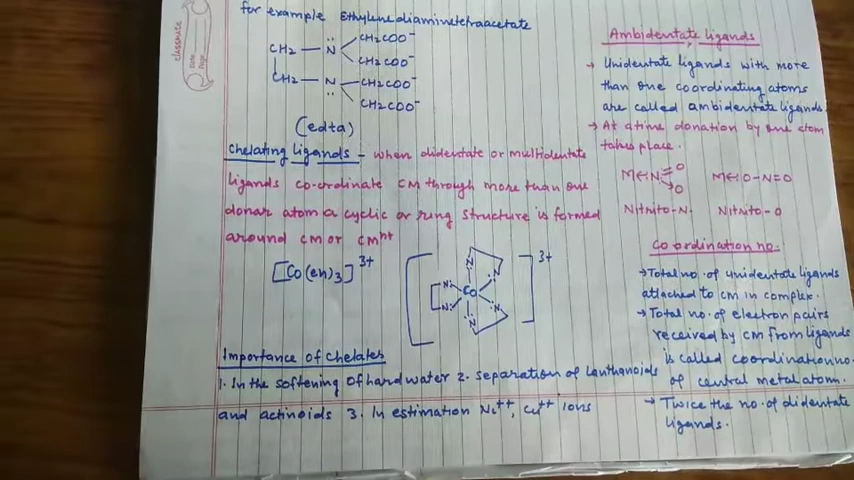 classmate
Date
Page
for example Ethylenediaminetetraacetate
CH2 — N̈ CH2COO⁻
CH2COO⁻
CH2 — N CH2COO⁻
CH2COO⁻
(edta)
Chelating ligands - when didentate or multidentate
ligands co-ordinate CM through more than one
donar atom a cyclic or ring structure is formed
around CM or CMⁿ⁺
[Co(en)3]³⁺
[N: N: N: N: N: N: Co]³⁺
Importance of chelates
1. In the softening of hard water 2. separation of lanthanoids
and actinoids 3. In estimation Ni⁺⁺, Cu⁺⁺ ions
Ambidentate ligands
→ Unidentate ligands with more
than one coordinating atoms
are called ambidentate ligands
→ At a time donation by one atom
takes place.
M←:N O O M←:O-N=O
Nitrito-N. Nitrito-O
Co ordination no.
→ Total no. of unidentate ligands
attached to CM in complex.
→ Total no. of electron pairs
received by CM from ligands
is called coordination no.
of central metal atom.
→ Twice the no. of didentate
ligands.